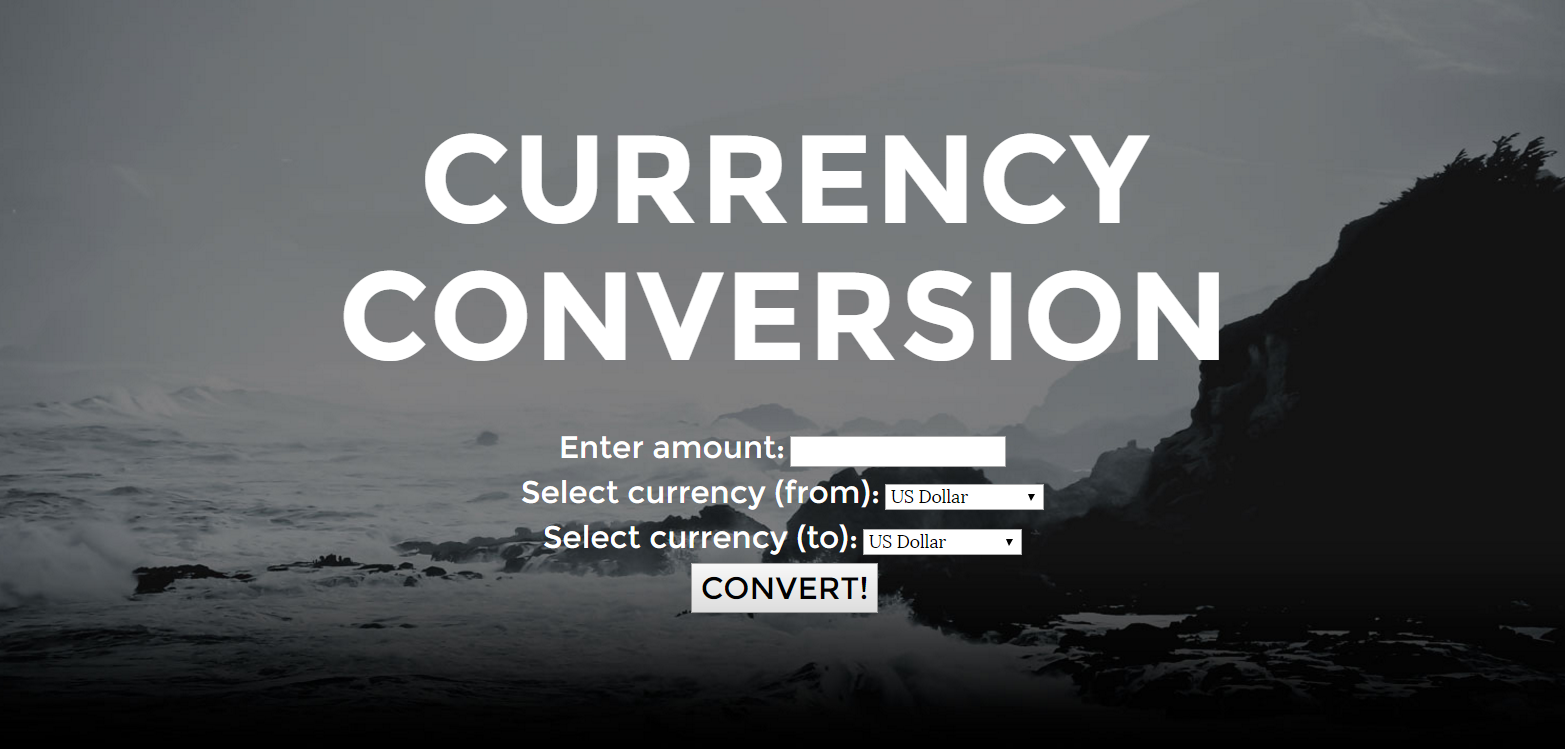 CURRENCY
CONVERSION
Enter amount:
Select currency (from): US Dollar
Select currency (to): US Dollar
CONVERT!